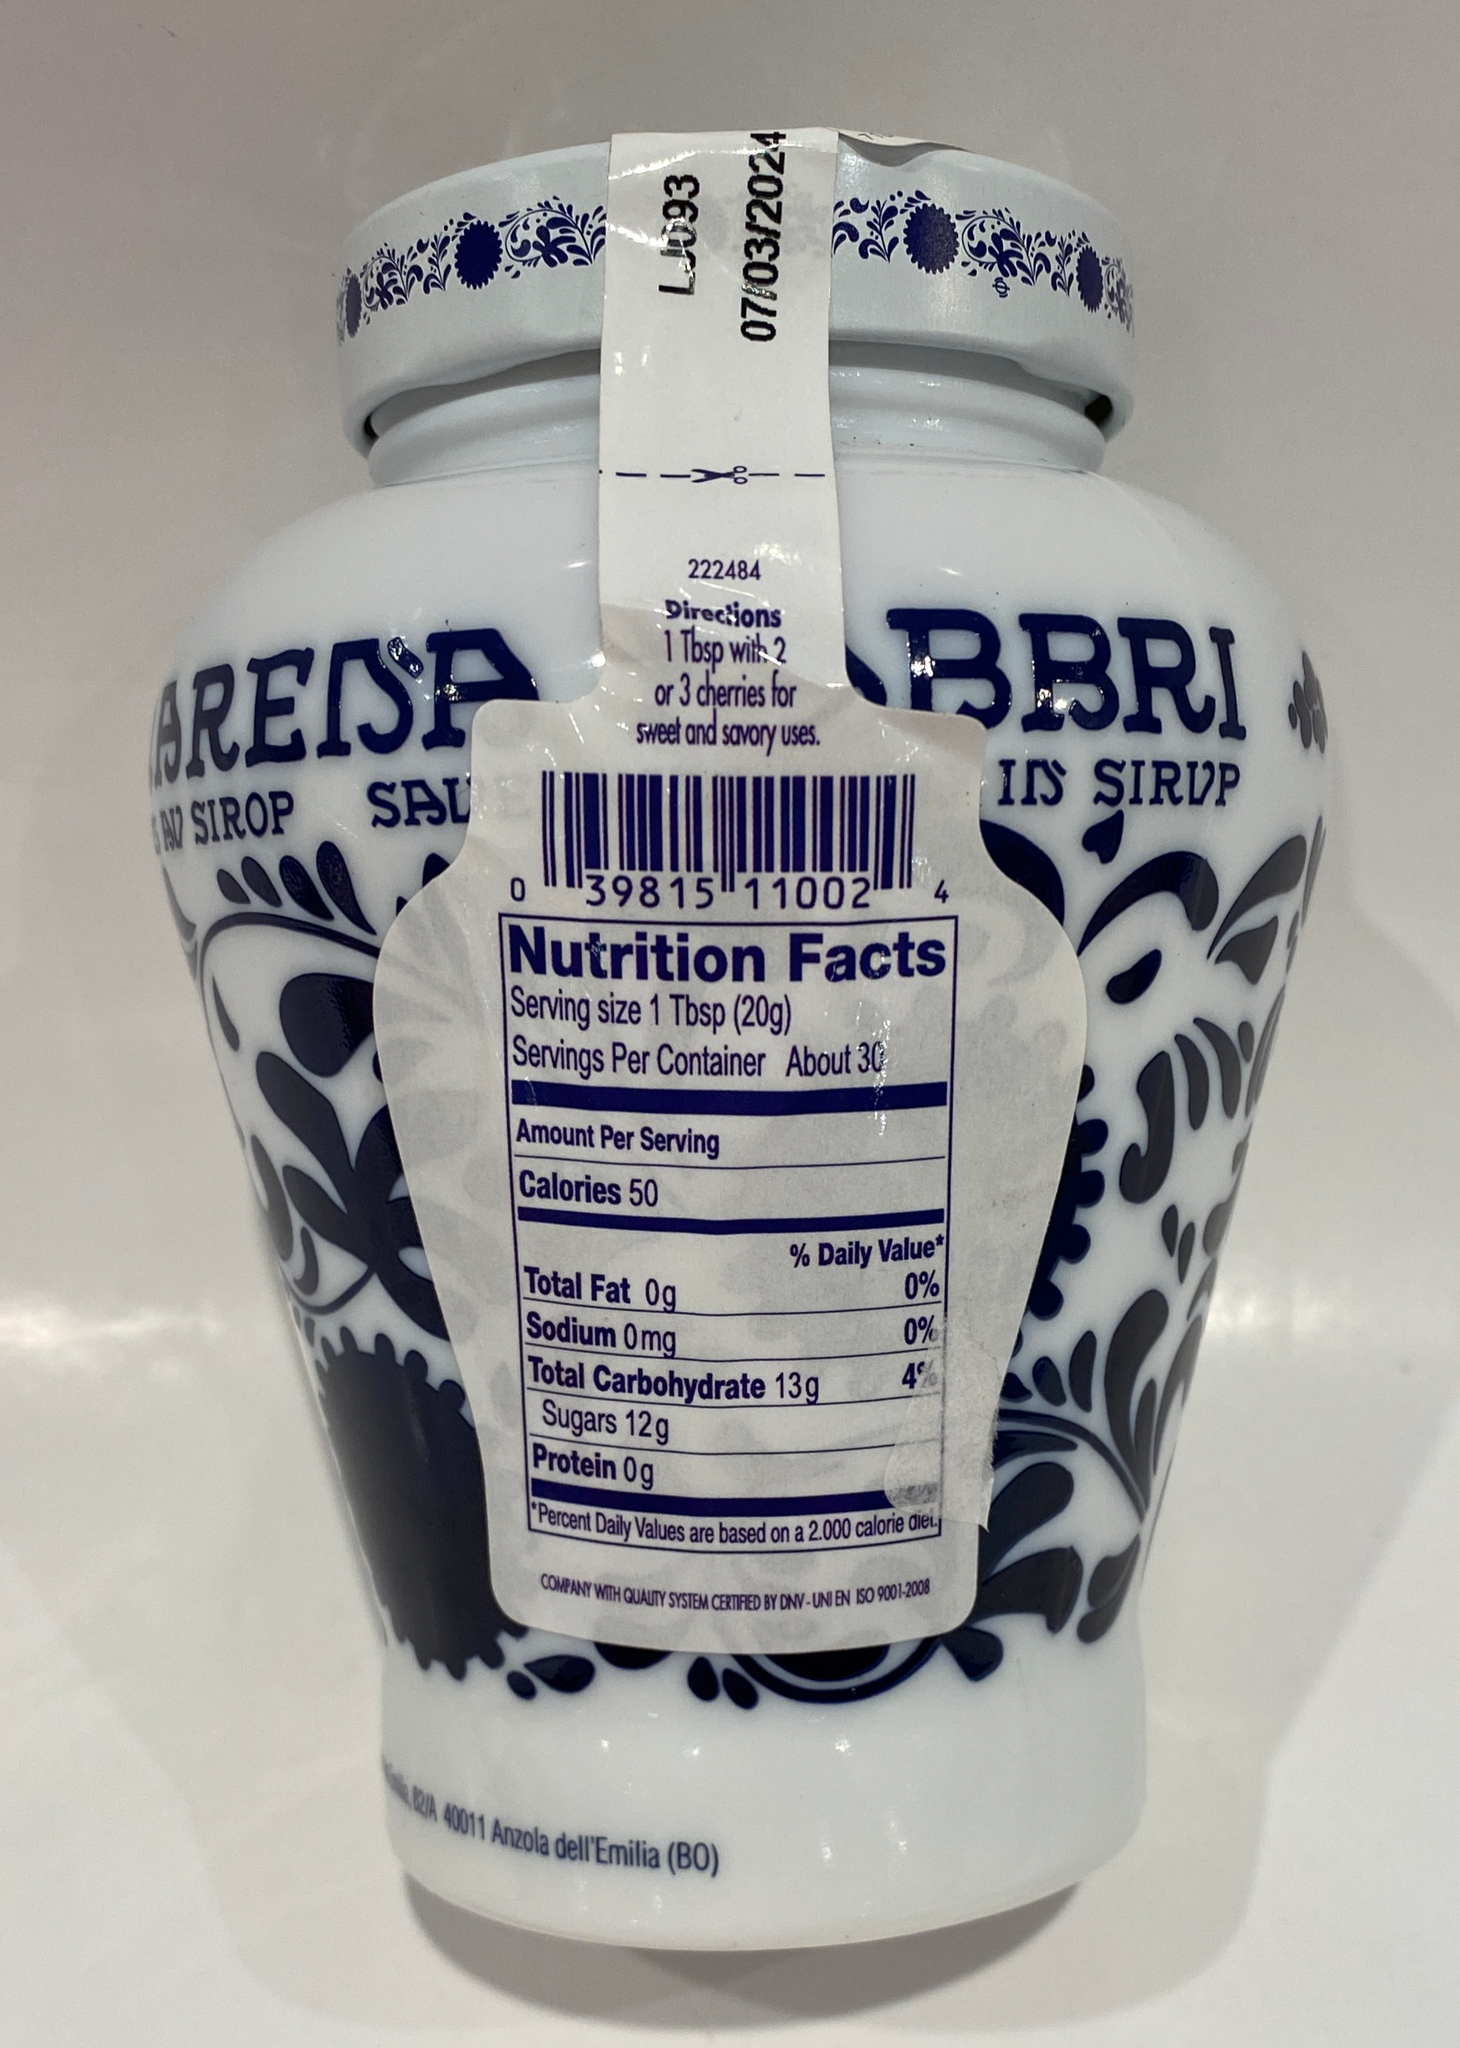 LJ093
07/03/2024
222484
Directions
1 Tbsp with 2
or 3 cherries for
sweet and savory uses.
SIROP
IN SIRUP
0 39815 11002 4
Nutrition Facts
Serving size 1 Tbsp (20g)
Servings Per Container About 30
Amount Per Serving
Calories 50
% Daily Value*
Total Fat 0g 0%
Sodium 0mg 0%
Total Carbohydrate 13g 4%
Sugars 12g
Protein 0g
*Percent Daily Values are based on a 2.000 calorie diet.
COMPANY WITH QUALITY SYSTEM CERTIFIED BY DNV - UNI EN ISO 9001-2008
82/A 40011 Anzola dell'Emilia (BO)